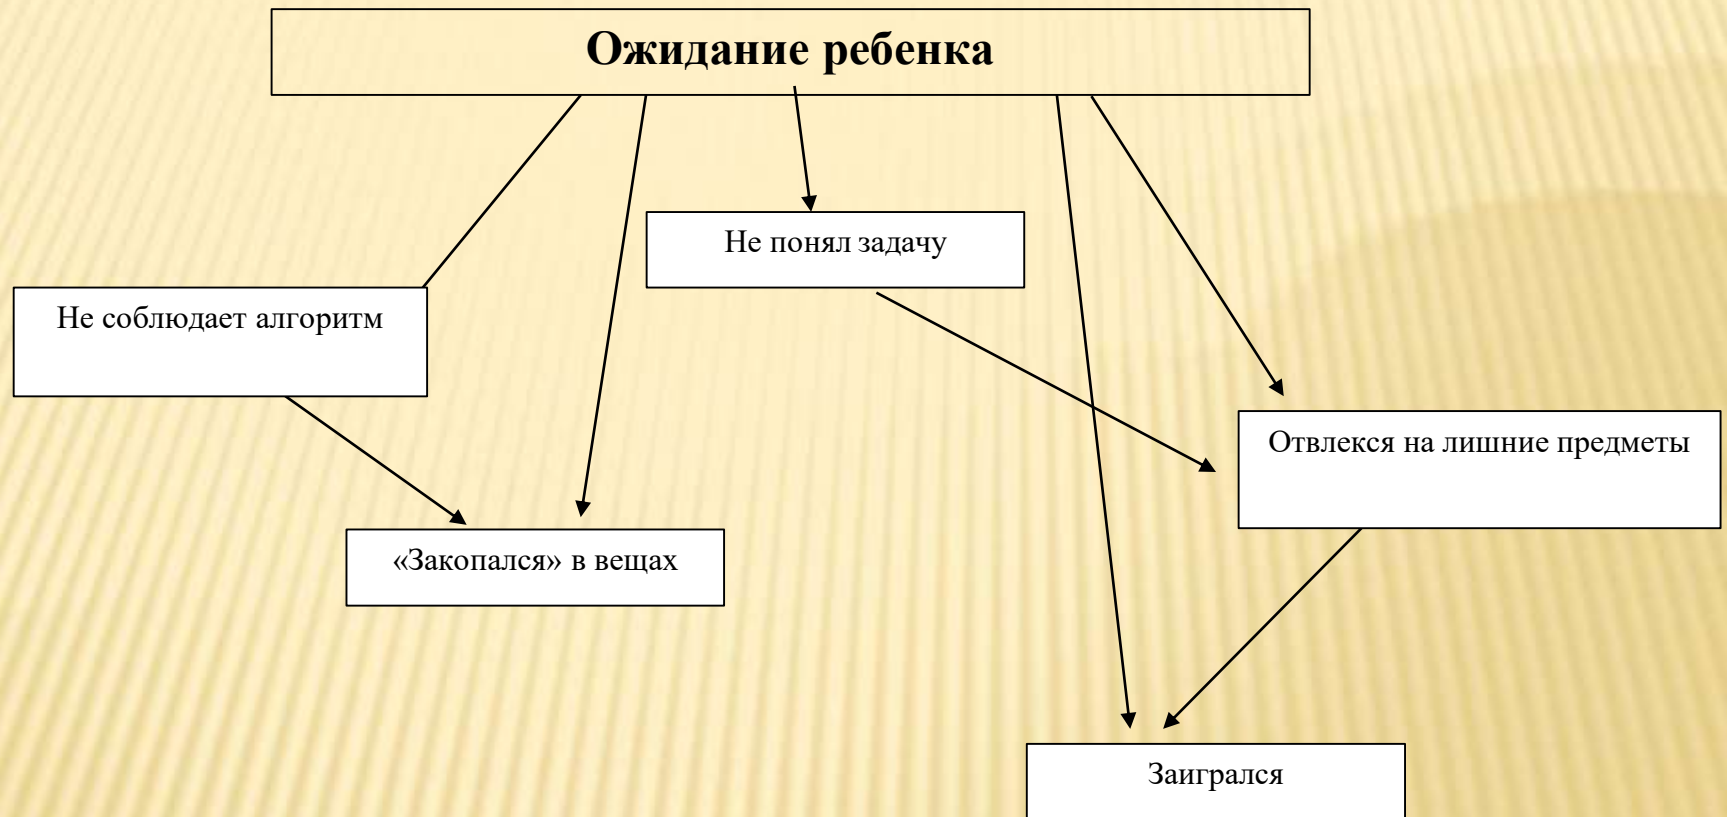 Ожидание ребенка
Не понял задачу
Не соблюдает алгоритм
Отвлекся на лишние предметы
«Закопался» в вещах
Заигрался